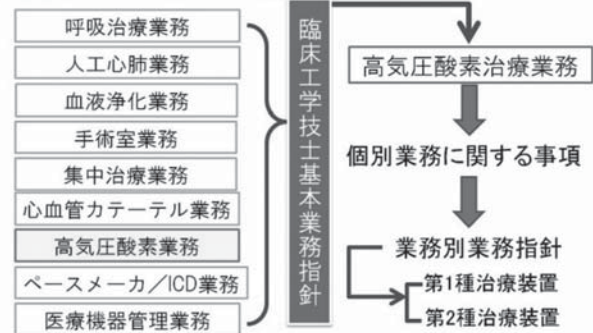 呼吸治療業務
人工心肺業務
血液浄化業務
手術室業務
集中治療業務
心血管カテーテル業務
高気圧酸素業務
ペースメーカ/ICD業務
医療機器管理業務
臨床工学技士基本業務指針
高気圧酸素治療業務
個別業務に関する事項
業務別業務指針
第1種治療装置
第2種治療装置